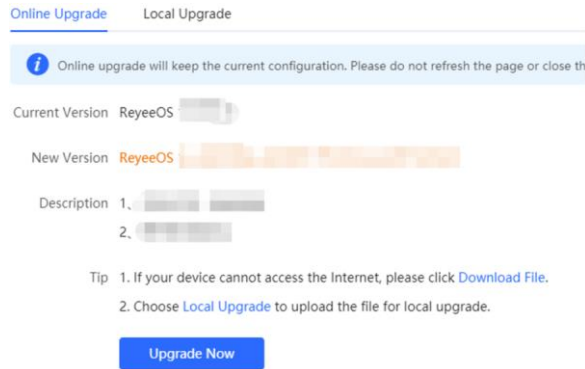 Online Upgrade Local Upgrade
Online upgrade will keep the current configuration. Please do not refresh the page or close th
Current Version ReyeeOS
New Version ReyeeOS
Description 1、
2、
Tip 1. If your device cannot access the Internet, please click Download File.
2. Choose Local Upgrade to upload the file for local upgrade.
Upgrade Now